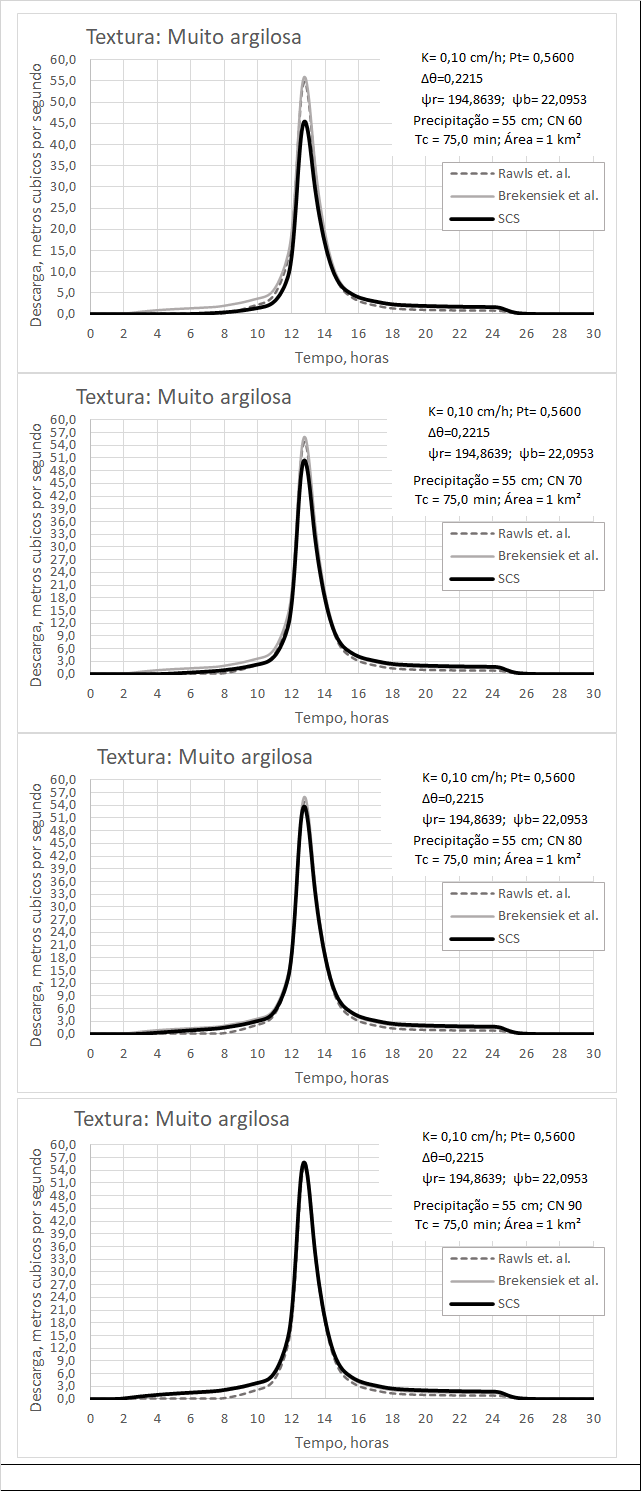 Textura: Muito argilosa
K= 0,10 cm/h; Pt= 0,5600
Δθ=0,2215
ψr= 194,8639; ψb= 22,0953
Precipitação = 55 cm; CN 60
Tc = 75,0 min; Área = 1 km²
Rawls et. al.
Brekensiek et al.
SCS
Descarga, metros cubicos por segundo
60,0
55,0
50,0
45,0
40,0
35,0
30,0
25,0
20,0
15,0
10,0
5,0
0,0
0 2 4 6 8 10 12 14 16 18 20 22 24 26 28 30
Tempo, horas
Textura: Muito argilosa
K= 0,10 cm/h; Pt= 0,5600
Δθ=0,2215
ψr= 194,8639; ψb= 22,0953
Precipitação = 55 cm; CN 70
Tc = 75,0 min; Área = 1 km²
Rawls et. al.
Brekensiek et al.
SCS
Descarga, metros cubicos por segundo
60,0
57,0
54,0
51,0
48,0
45,0
42,0
39,0
36,0
33,0
30,0
27,0
24,0
21,0
18,0
15,0
12,0
9,0
6,0
3,0
0,0
0 2 4 6 8 10 12 14 16 18 20 22 24 26 28 30
Tempo, horas
Textura: Muito argilosa
K= 0,10 cm/h; Pt= 0,5600
Δθ=0,2215
ψr= 194,8639; ψb= 22,0953
Precipitação = 55 cm; CN 80
Tc = 75,0 min; Área = 1 km²
Rawls et. al.
Brekensiek et al.
SCS
Descarga, metros cubicos por segundo
60,0
57,0
54,0
51,0
48,0
45,0
42,0
39,0
36,0
33,0
30,0
27,0
24,0
21,0
18,0
15,0
12,0
9,0
6,0
3,0
0,0
0 2 4 6 8 10 12 14 16 18 20 22 24 26 28 30
Tempo, horas
Textura: Muito argilosa
K= 0,10 cm/h; Pt= 0,5600
Δθ=0,2215
ψr= 194,8639; ψb= 22,0953
Precipitação = 55 cm; CN 90
Tc = 75,0 min; Área = 1 km²
Rawls et. al.
Brekensiek et al.
SCS
Descarga, metros cubicos por segundo
60,0
57,0
54,0
51,0
48,0
45,0
42,0
39,0
36,0
33,0
30,0
27,0
24,0
21,0
18,0
15,0
12,0
9,0
6,0
3,0
0,0
0 2 4 6 8 10 12 14 16 18 20 22 24 26 28 30
Tempo, horas